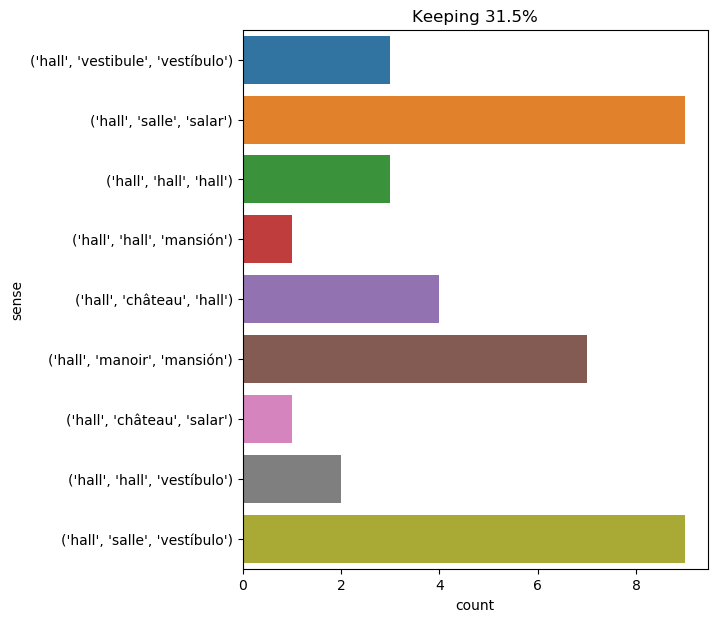 Keeping 31.5%
('hall', 'vestibule', 'vestíbulo')
('hall', 'salle', 'salar')
('hall', 'hall', 'hall')
('hall', 'hall', 'mansión')
('hall', 'château', 'hall')
('hall', 'manoir', 'mansión')
('hall', 'château', 'salar')
('hall', 'hall', 'vestíbulo')
('hall', 'salle', 'vestíbulo')
sense
0 2 4 6 8
count